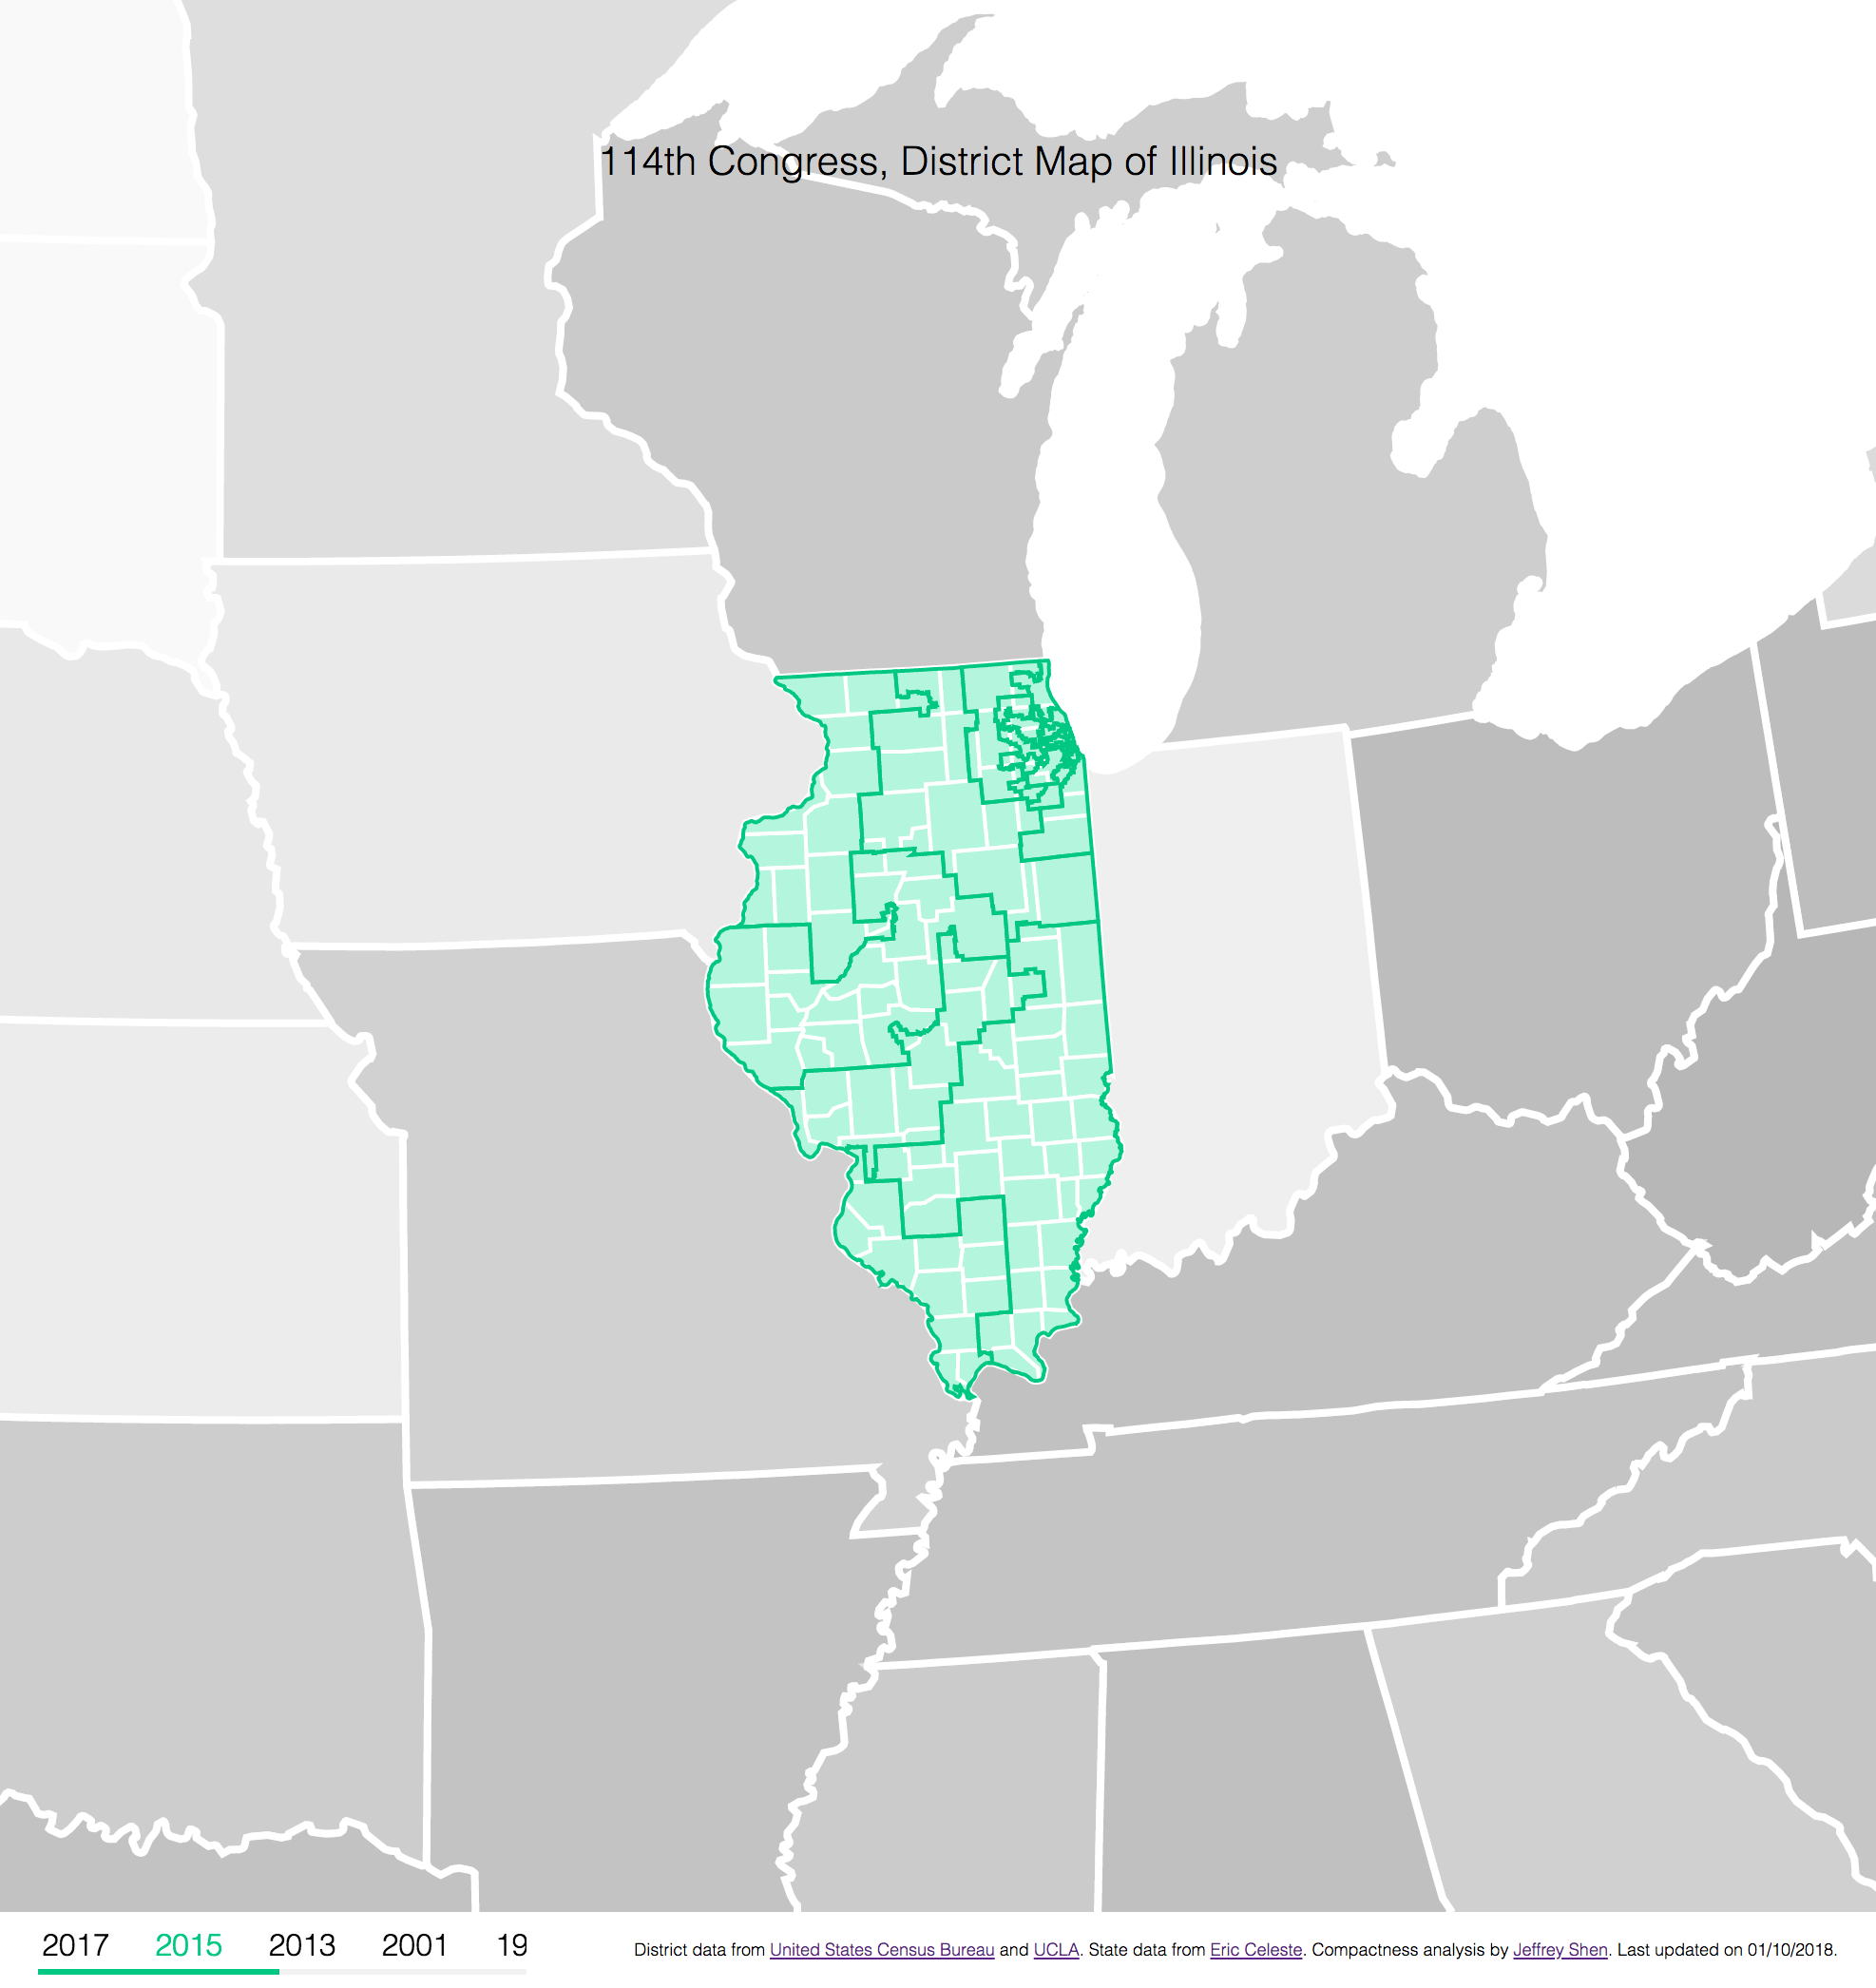 114th Congress, District Map of Illinois
2017 2015 2013 2001 19
District data from United States Census Bureau and UCLA. State data from Eric Celeste. Compactness analysis by Jeffrey Shen. Last updated on 01/10/2018.